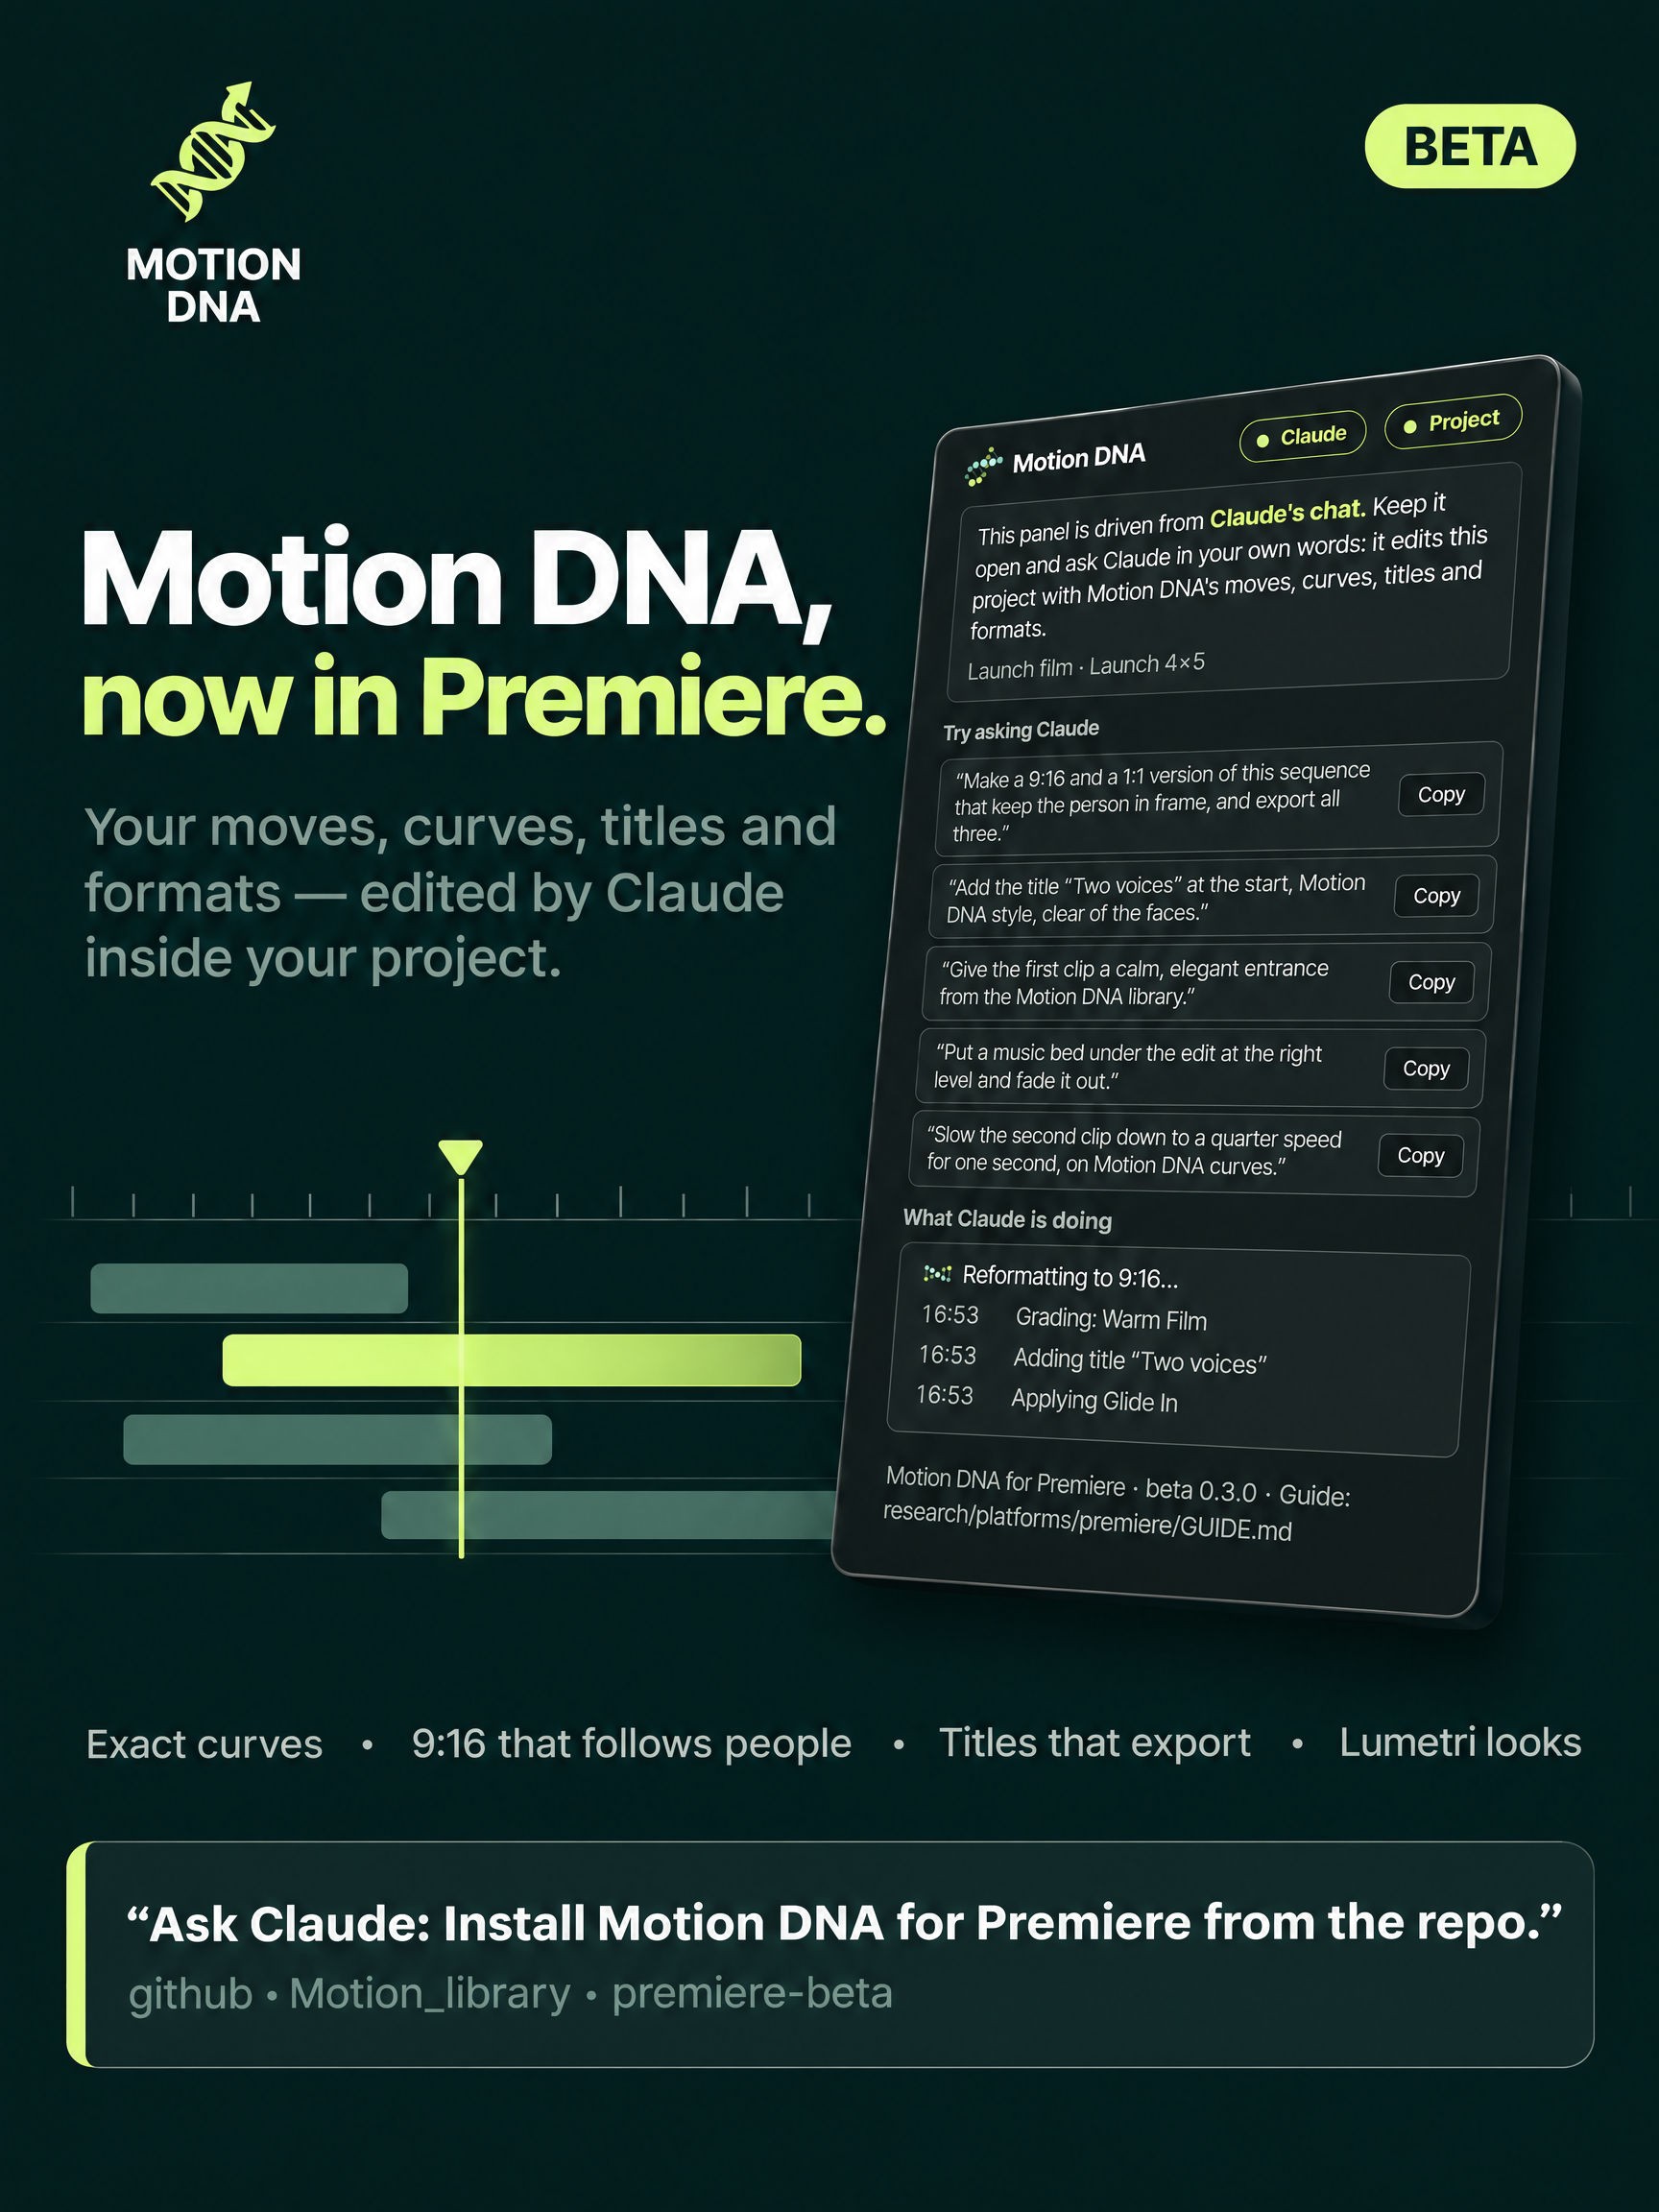 MOTION
DNA
BETA
Motion DNA,
now in Premiere.
Your moves, curves, titles and
formats — edited by Claude
inside your project.
Motion DNA
Claude
Project
This panel is driven from Claude's chat. Keep it
open and ask Claude in your own words: it edits this
project with Motion DNA's moves, curves, titles and
formats.
Launch film · Launch 4×5
Try asking Claude
“Make a 9:16 and a 1:1 version of this sequence
that keep the person in frame, and export all
three.”
Copy
“Add the title “Two voices” at the start, Motion
DNA style, clear of the faces.”
Copy
“Give the first clip a calm, elegant entrance
from the Motion DNA library.”
Copy
“Put a music bed under the edit at the right
level and fade it out.”
Copy
“Slow the second clip down to a quarter speed
for one second, on Motion DNA curves.”
Copy
What Claude is doing
Reformatting to 9:16...
16:53 Grading: Warm Film
16:53 Adding title “Two voices”
16:53 Applying Glide In
Motion DNA for Premiere · beta 0.3.0 · Guide:
research/platforms/premiere/GUIDE.md
Exact curves • 9:16 that follows people • Titles that export • Lumetri looks
“Ask Claude: Install Motion DNA for Premiere from the repo.”
github • Motion_library • premiere-beta